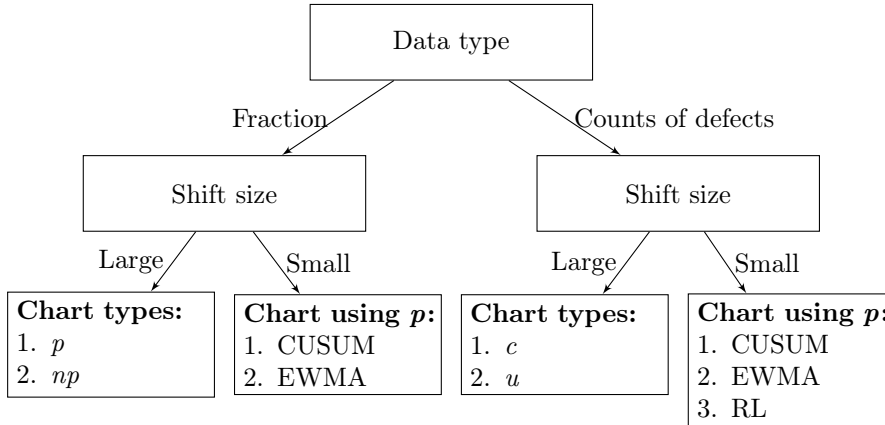 Data type
Fraction
Counts of defects
Shift size
Shift size
Large
Small
Large
Small
Chart types:
1. p
2. np
Chart using p:
1. CUSUM
2. EWMA
Chart types:
1. c
2. u
Chart using p:
1. CUSUM
2. EWMA
3. RL